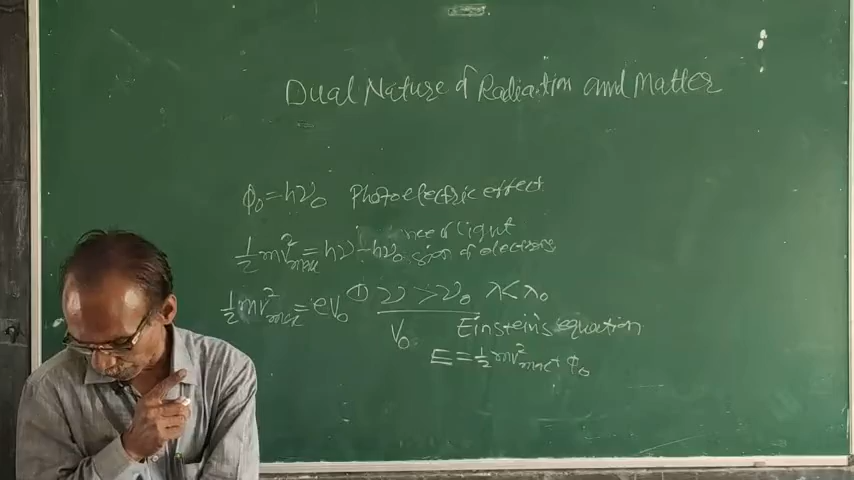 Dual Nature of Radiation and Matter
ϕ₀ = hν₀ Photoelectric effect
of light
½mv²max = hν - hν₀ sion of electrons
½mv²max = eV₀ ① ν > ν₀ λ < λ₀
V₀ Einstein's equation
E = ½mv²max + ϕ₀